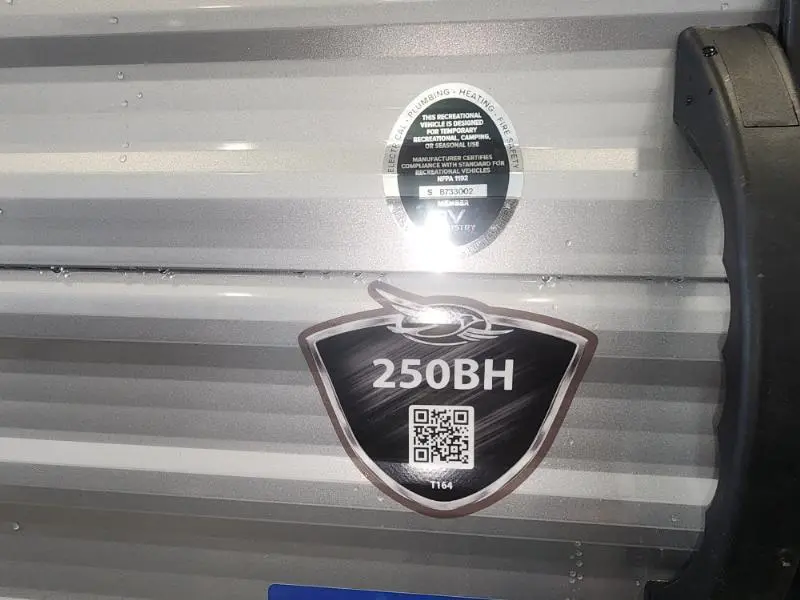 ELECTRICAL - PLUMBING - HEATING - FIRE SAFETY
THIS RECREATIONAL
VEHICLE IS DESIGNED
FOR TEMPORARY
RECREATIONAL, CAMPING,
OR SEASONAL USE
MANUFACTURER CERTIFIES
COMPLIANCE WITH STANDARD FOR
RECREATIONAL VEHICLES
NFPA 1192
S B733002
MEMBER
250BH
T164